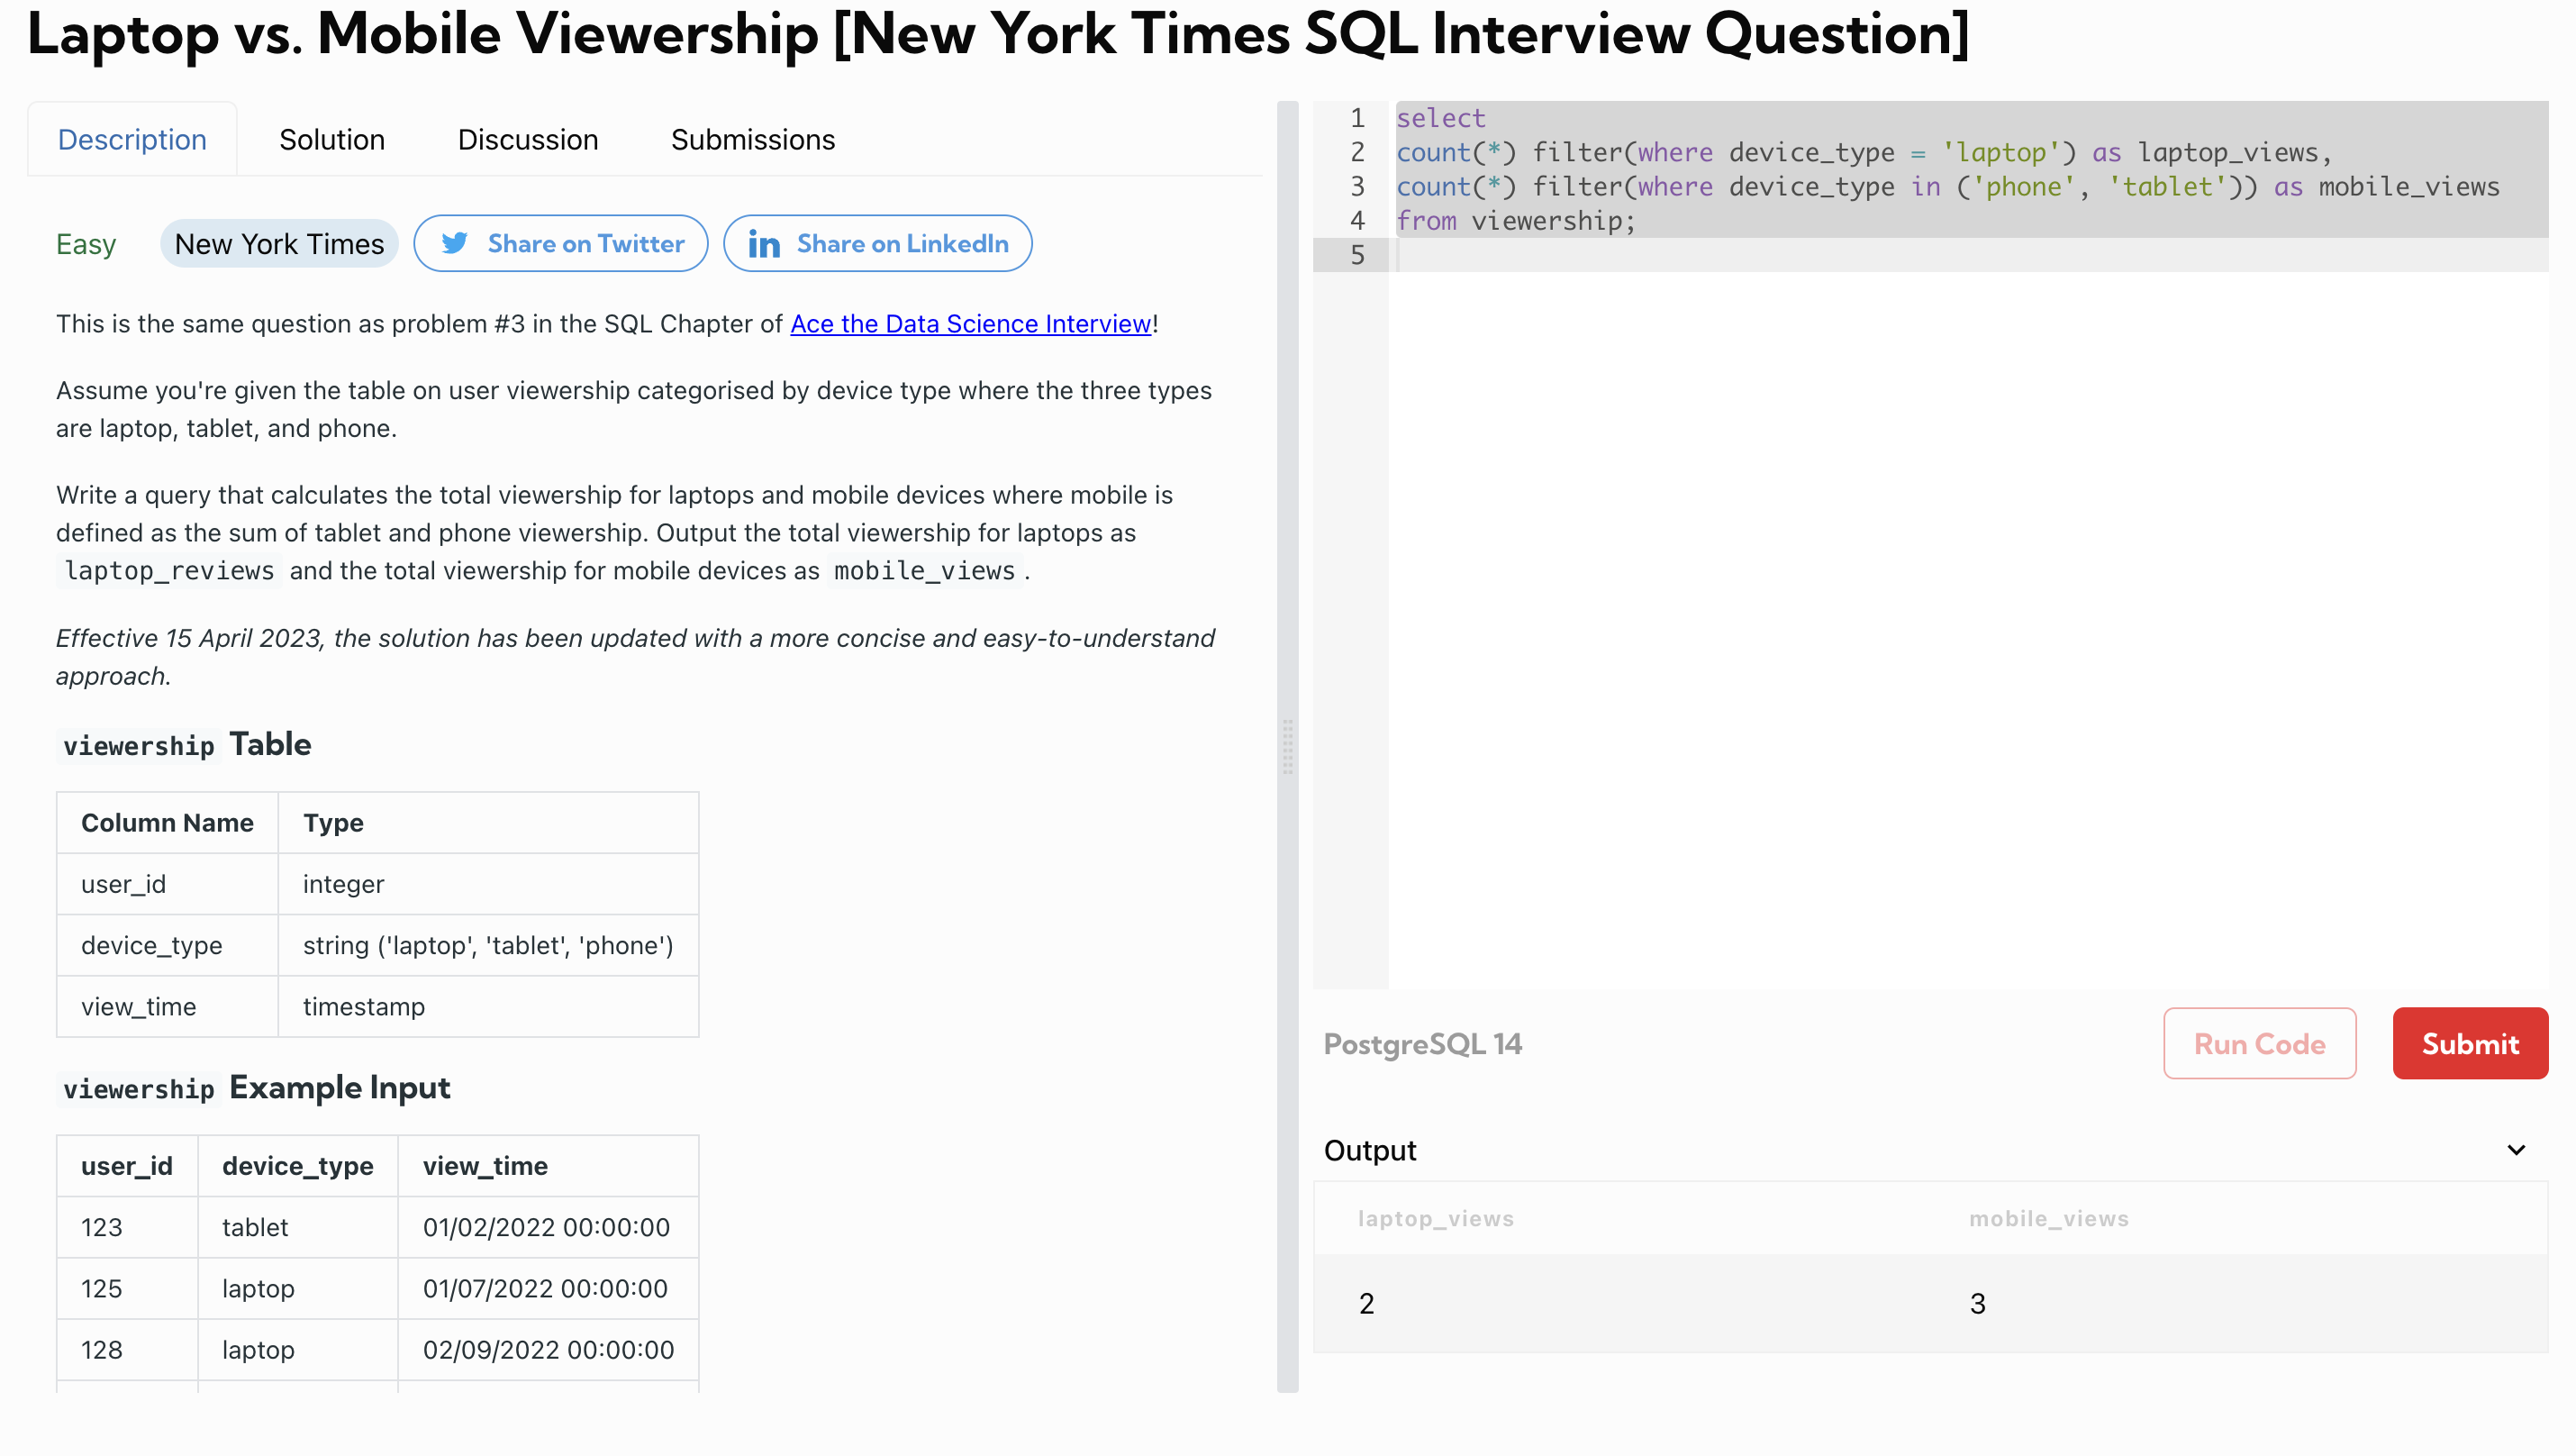 Laptop vs. Mobile Viewership [New York Times SQL Interview Question]
Description
Solution
Discussion
Submissions
Easy
New York Times
Share on Twitter
Share on LinkedIn
This is the same question as problem #3 in the SQL Chapter of Ace the Data Science Interview!
Assume you're given the table on user viewership categorised by device type where the three types
are laptop, tablet, and phone.
Write a query that calculates the total viewership for laptops and mobile devices where mobile is
defined as the sum of tablet and phone viewership. Output the total viewership for laptops as
laptop_reviews and the total viewership for mobile devices as mobile_views .
Effective 15 April 2023, the solution has been updated with a more concise and easy-to-understand
approach.
viewership Table
Column Name Type
user_id integer
device_type string ('laptop', 'tablet', 'phone')
view_time timestamp
viewership Example Input
user_id device_type view_time
123 tablet 01/02/2022 00:00:00
125 laptop 01/07/2022 00:00:00
128 laptop 02/09/2022 00:00:00
1 select
2 count(*) filter(where device_type = 'laptop') as laptop_views,
3 count(*) filter(where device_type in ('phone', 'tablet')) as mobile_views
4 from viewership;
5
PostgreSQL 14
Run Code
Submit
Output
laptop_views mobile_views
2 3